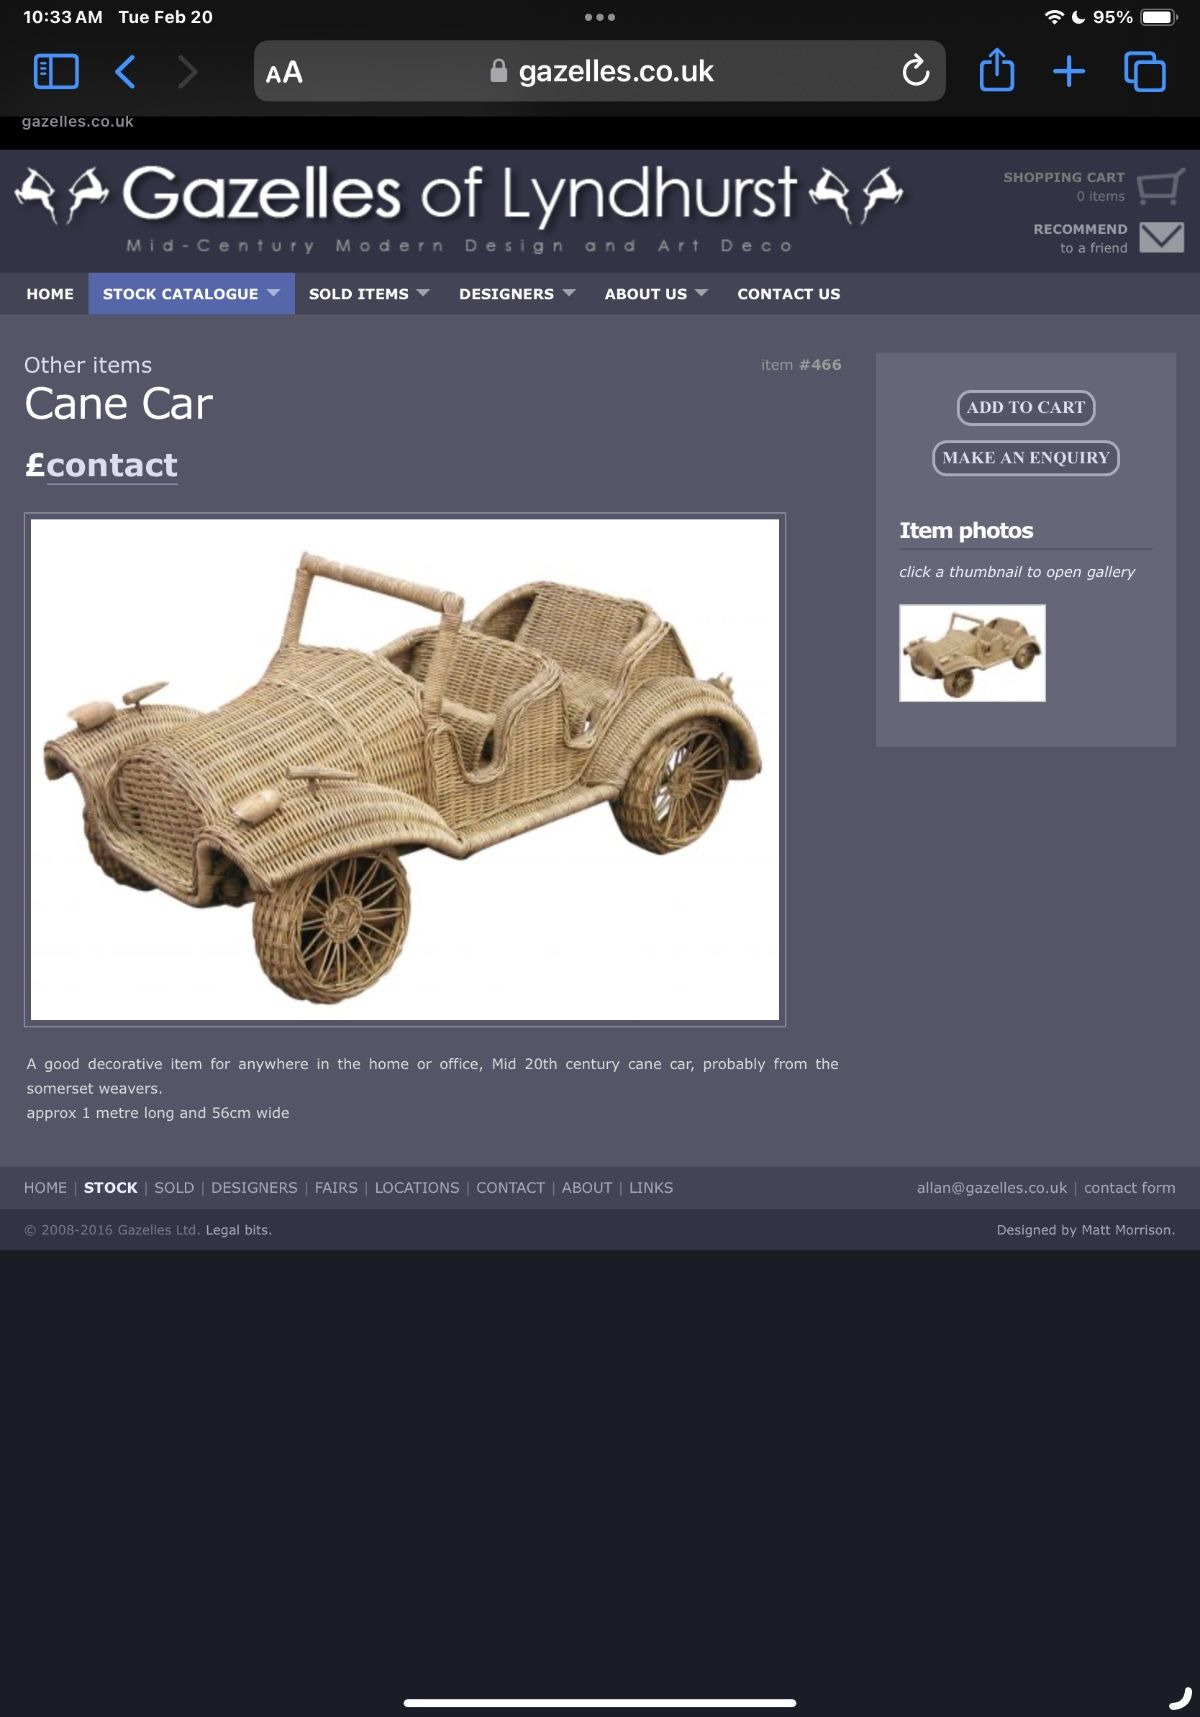 10:33 AM Tue Feb 20
95%
AA
gazelles.co.uk
gazelles.co.uk
Gazelles of Lyndhurst
Mid-Century Modern Design and Art Deco
SHOPPING CART
0 items
RECOMMEND
to a friend
HOME STOCK CATALOGUE SOLD ITEMS DESIGNERS ABOUT US CONTACT US
Other items
item #466
Cane Car
£contact
ADD TO CART
MAKE AN ENQUIRY
Item photos
click a thumbnail to open gallery
A good decorative item for anywhere in the home or office, Mid 20th century cane car, probably from the
somerset weavers.
approx 1 metre long and 56cm wide
HOME | STOCK | SOLD | DESIGNERS | FAIRS | LOCATIONS | CONTACT | ABOUT | LINKS
allan@gazelles.co.uk | contact form
© 2008-2016 Gazelles Ltd. Legal bits.
Designed by Matt Morrison.